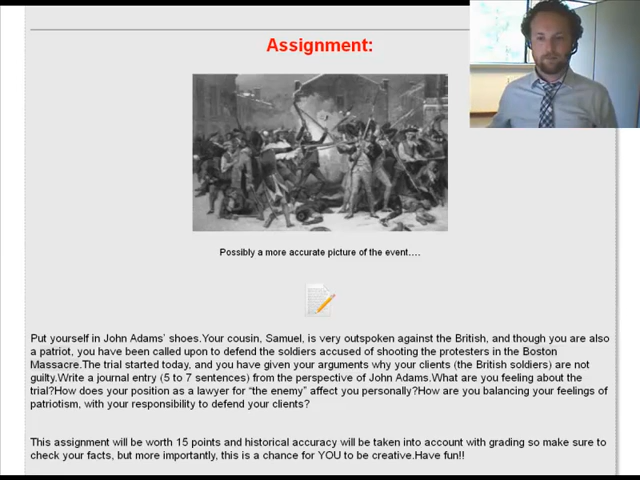 Assignment:
Possibly a more accurate picture of the event....
Put yourself in John Adams' shoes.Your cousin, Samuel, is very outspoken against the British, and though you are also
a patriot, you have been called upon to defend the soldiers accused of shooting the protesters in the Boston
Massacre.The trial started today, and you have given your arguments why your clients (the British soldiers) are not
guilty.Write a journal entry (5 to 7 sentences) from the perspective of John Adams.What are you feeling about the
trial?How does your position as a lawyer for "the enemy" affect you personally?How are you balancing your feelings of
patriotism, with your responsibility to defend your clients?
This assignment will be worth 15 points and historical accuracy will be taken into account with grading so make sure to
check your facts, but more importantly, this is a chance for YOU to be creative.Have fun!!